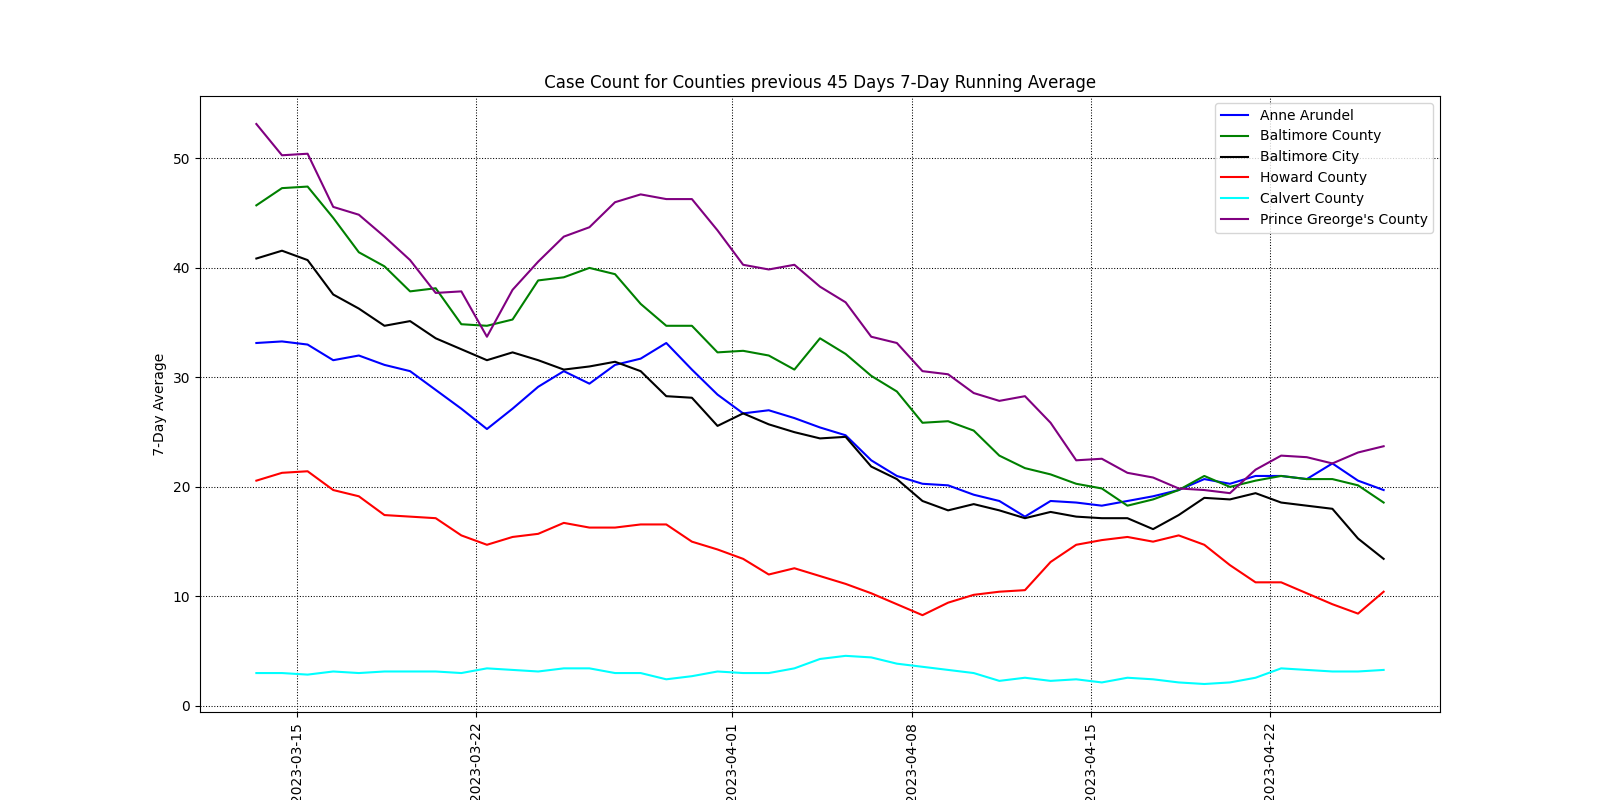 Case Count for Counties previous 45 Days 7-Day Running Average
Anne Arundel
Baltimore County
Baltimore City
Howard County
Calvert County
Prince Greorge's County
7-Day Average
50
40
30
20
10
0
2023-03-15
2023-03-22
2023-04-01
2023-04-08
2023-04-15
2023-04-22